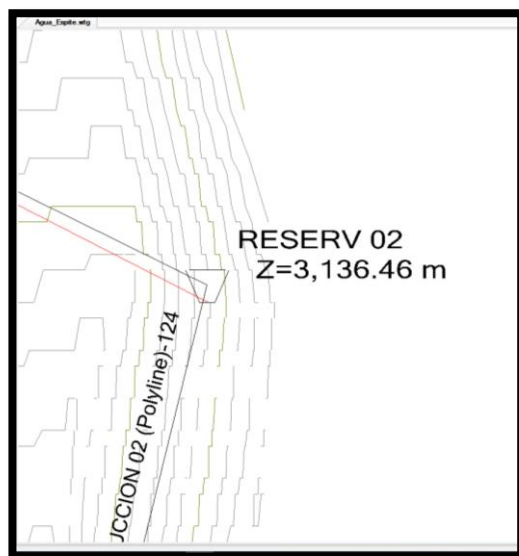 Agua_Espite.wtg
RESERV 02
Z=3,136.46 m
JCCION 02 (Polyline)-124